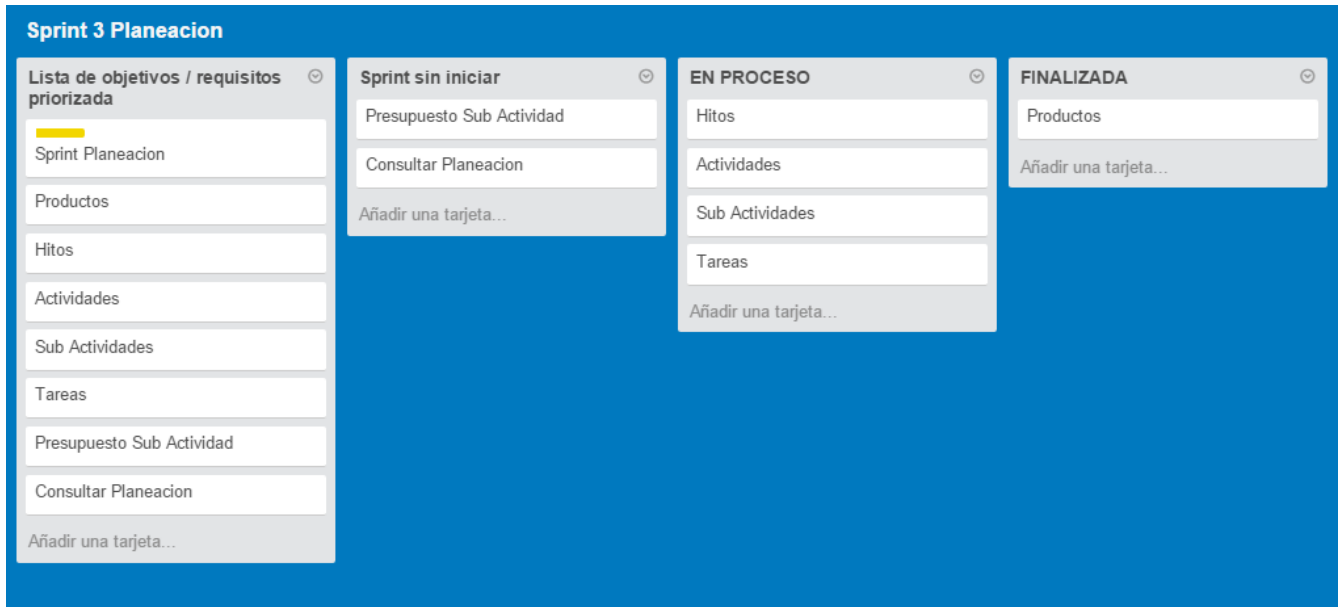 Sprint 3 Planeacion
Lista de objetivos / requisitos
priorizada
Sprint Planeacion
Productos
Hitos
Actividades
Sub Actividades
Tareas
Presupuesto Sub Actividad
Consultar Planeacion
Añadir una tarjeta...
Sprint sin iniciar
Presupuesto Sub Actividad
Consultar Planeacion
Añadir una tarjeta...
EN PROCESO
Hitos
Actividades
Sub Actividades
Tareas
Añadir una tarjeta...
FINALIZADA
Productos
Añadir una tarjeta...